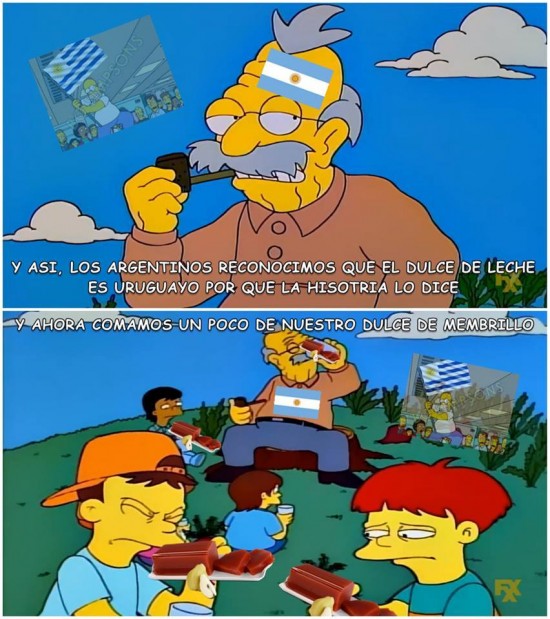 SIMPSONS
Y ASI, LOS ARGENTINOS RECONOCIMOS QUE EL DULCE DE LECHE
ES URUGUAYO POR QUE LA HISOTRIA LO DICE
FX
Y AHORA COMAMOS UN POCO DE NUESTRO DULCE DE MEMBRILLO
FX